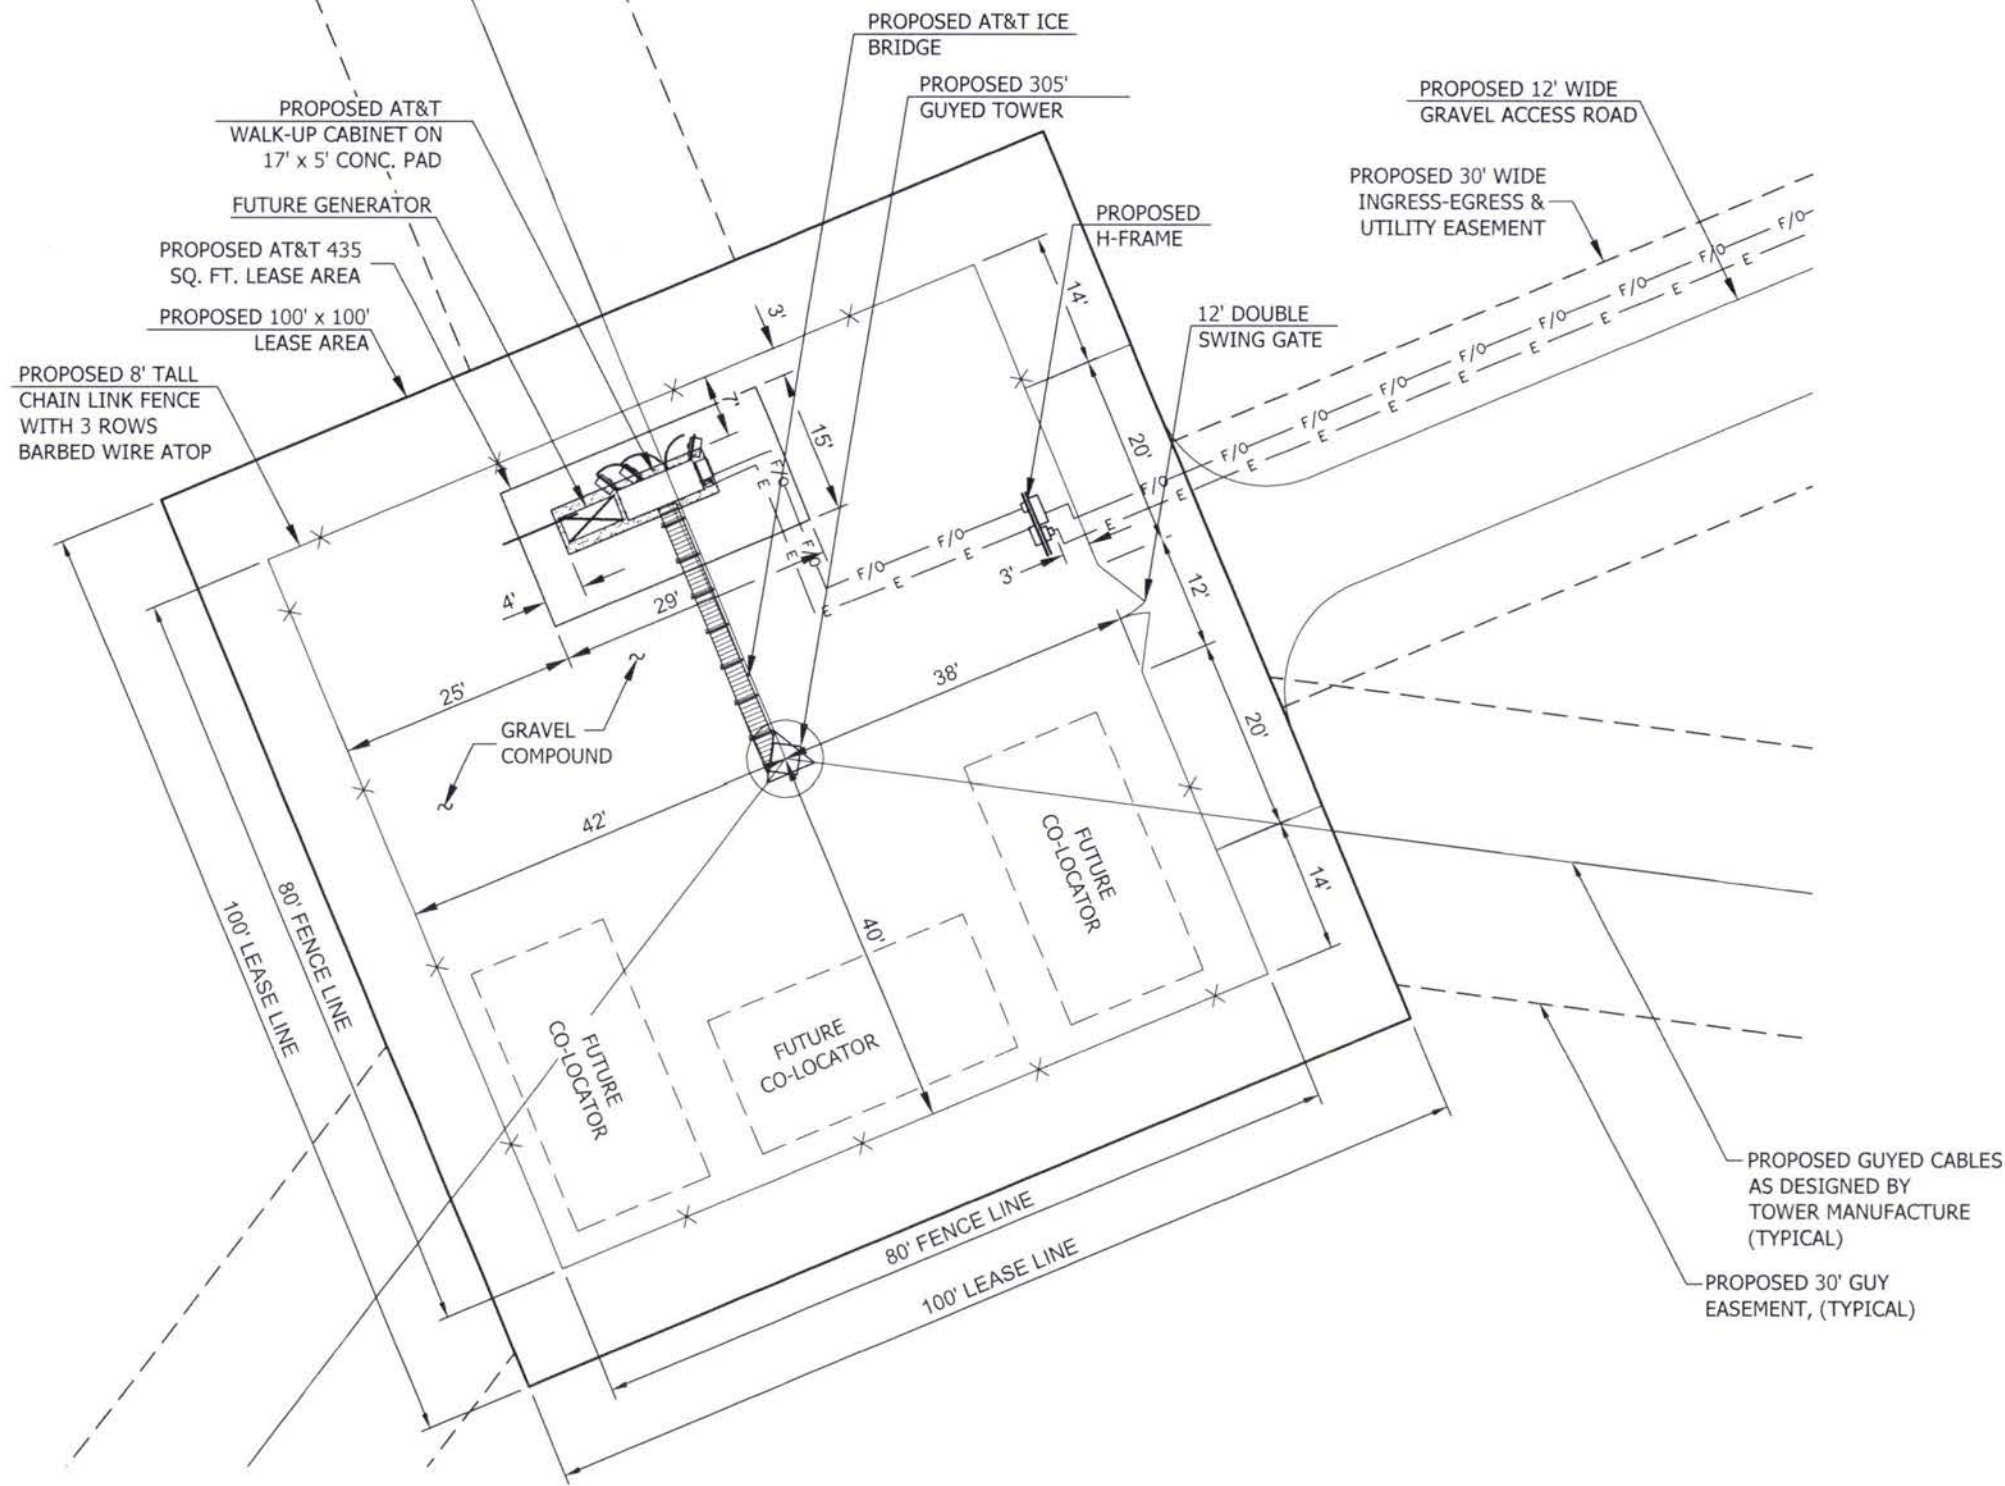 PROPOSED AT&T ICE
BRIDGE
PROPOSED 305'
GUYED TOWER
PROPOSED 12' WIDE
GRAVEL ACCESS ROAD
PROPOSED AT&T
WALK-UP CABINET ON
17' x 5' CONC. PAD
PROPOSED 30' WIDE
INGRESS-EGRESS &
UTILITY EASEMENT
FUTURE GENERATOR
PROPOSED
H-FRAME
PROPOSED AT&T 435
SQ. FT. LEASE AREA
12' DOUBLE
SWING GATE
PROPOSED 100' x 100'
LEASE AREA
PROPOSED 8' TALL
CHAIN LINK FENCE
WITH 3 ROWS
BARBED WIRE ATOP
F/O
F/O
F/O
F/O
F/O
F/O
F/O
F/O
F/O
E
E
E
E
E
E
E
E
E
3'
14'
7'
15'
20'
F/O
E
F/O
E
F/O
F/O
E
E
E
E
3'
12'
4'
29'
25'
38'
20'
GRAVEL
COMPOUND
42'
14'
40'
80' FENCE LINE
100' LEASE LINE
FUTURE
CO-LOCATOR
FUTURE
CO-LOCATOR
FUTURE
CO-LOCATOR
80' FENCE LINE
100' LEASE LINE
PROPOSED GUYED CABLES
AS DESIGNED BY
TOWER MANUFACTURE
(TYPICAL)
PROPOSED 30' GUY
EASEMENT, (TYPICAL)